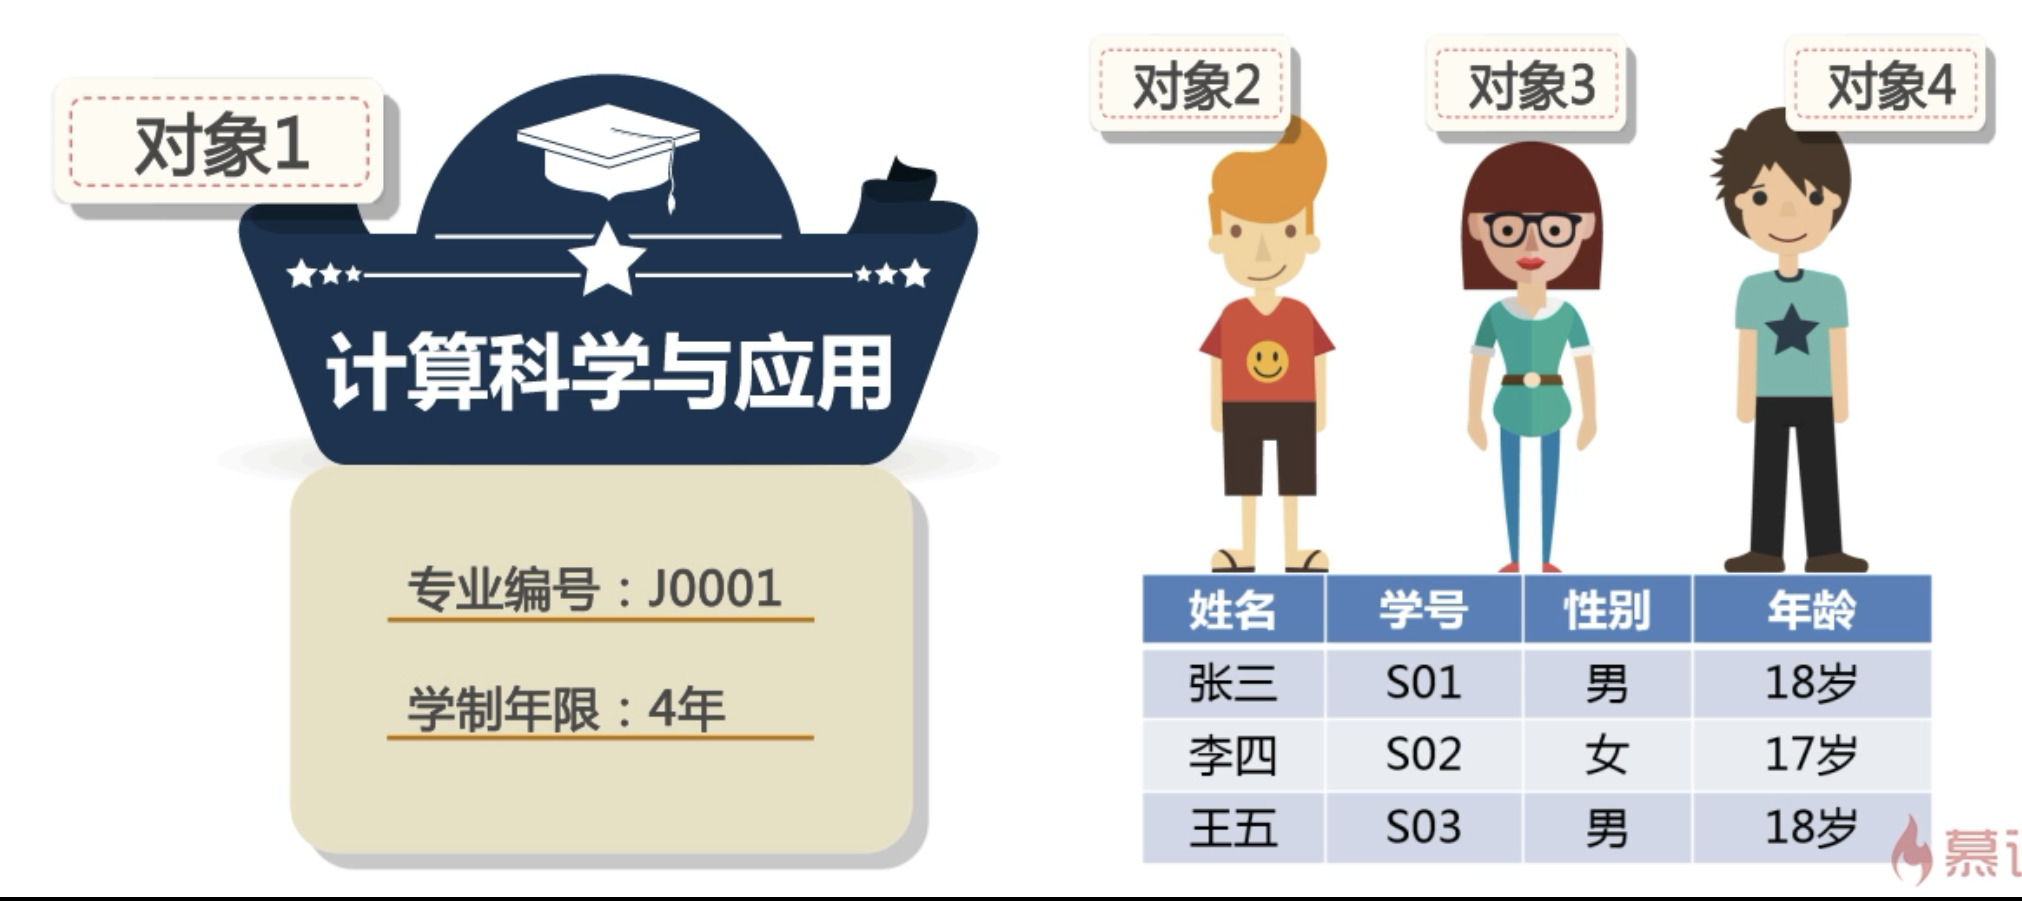 对象1
计算科学与应用
专业编号：J0001
学制年限：4年
对象2 对象3 对象4
姓名 学号 性别 年龄
张三 S01 男 18岁
李四 S02 女 17岁
王五 S03 男 18岁
慕